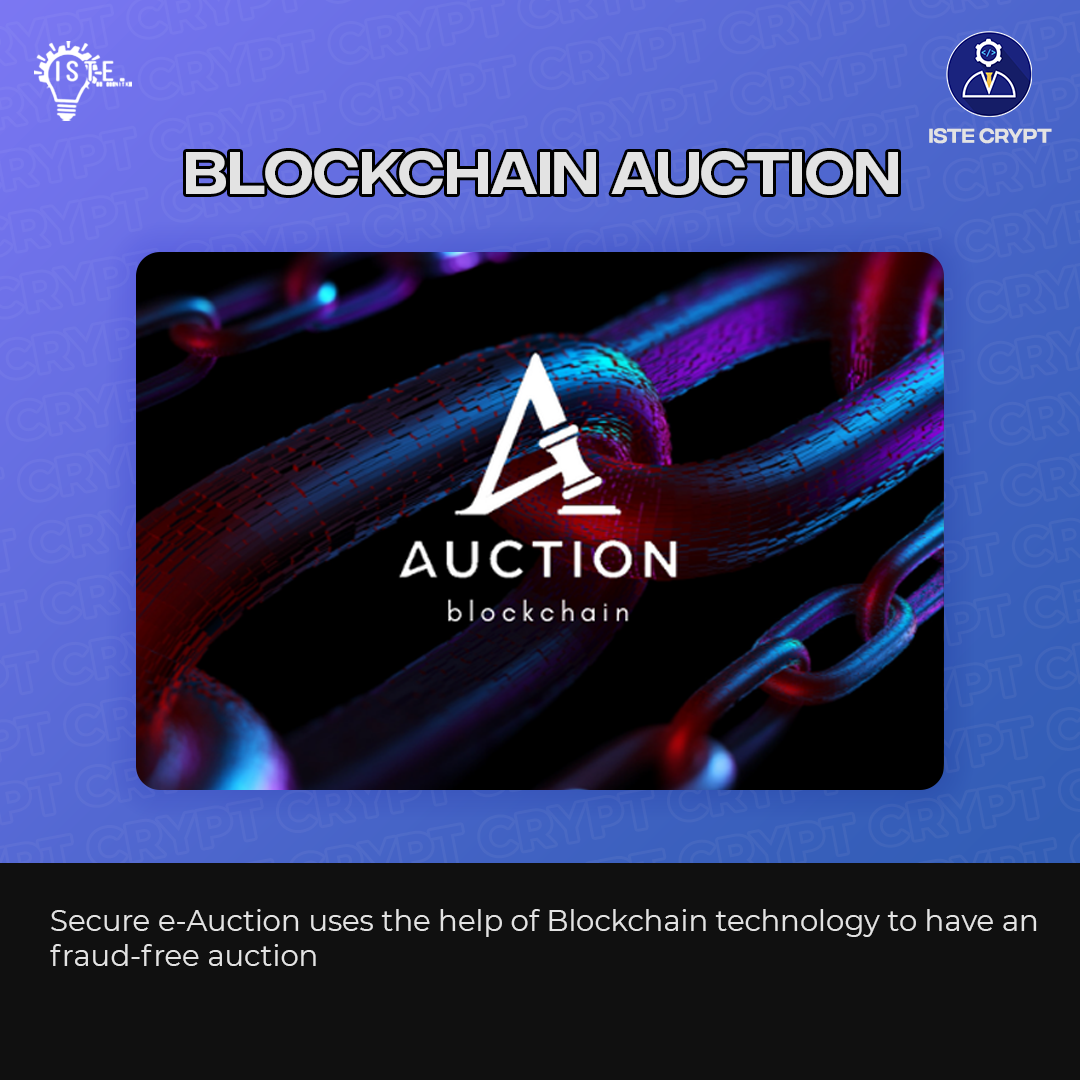 ISTE
ISTE CRYPT
BLOCKCHAIN AUCTION
AUCTION
blockchain
Secure e-Auction uses the help of Blockchain technology to have an
fraud-free auction